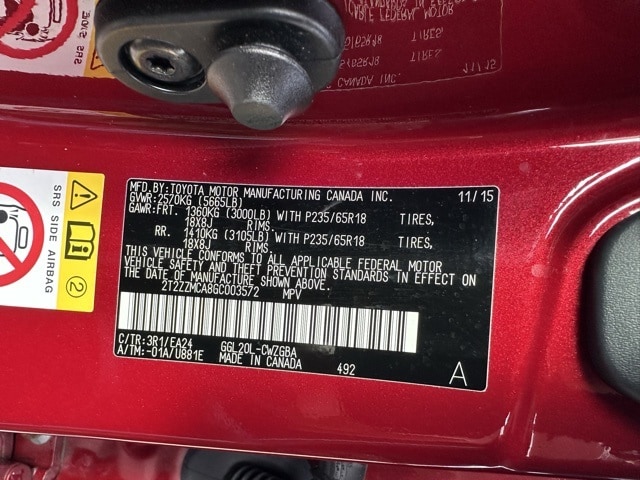 MFD.BY:TOYOTA MOTOR MANUFACTURING CANADA INC. 11/15
GVWR:2570KG (5665LB)
GAWR:FRT. 1360KG (3000LB) WITH P235/65R18 TIRES,
18X8J RIMS.
RR. 1410KG (3105LB) WITH P235/65R18 TIRES,
18X8J RIMS.
THIS VEHICLE CONFORMS TO ALL APPLICABLE FEDERAL MOTOR
VEHICLE SAFETY AND THEFT PREVENTION STANDARDS IN EFFECT ON
THE DATE OF MANUFACTURE SHOWN ABOVE.
2T2ZZMCA8GC003572 MPV
C/TR:3R1/EA24 GGL20L-CWZGBA
A/TM:-01A/U881E MADE IN CANADA 492 A
SRS SIDE AIRBAG
2